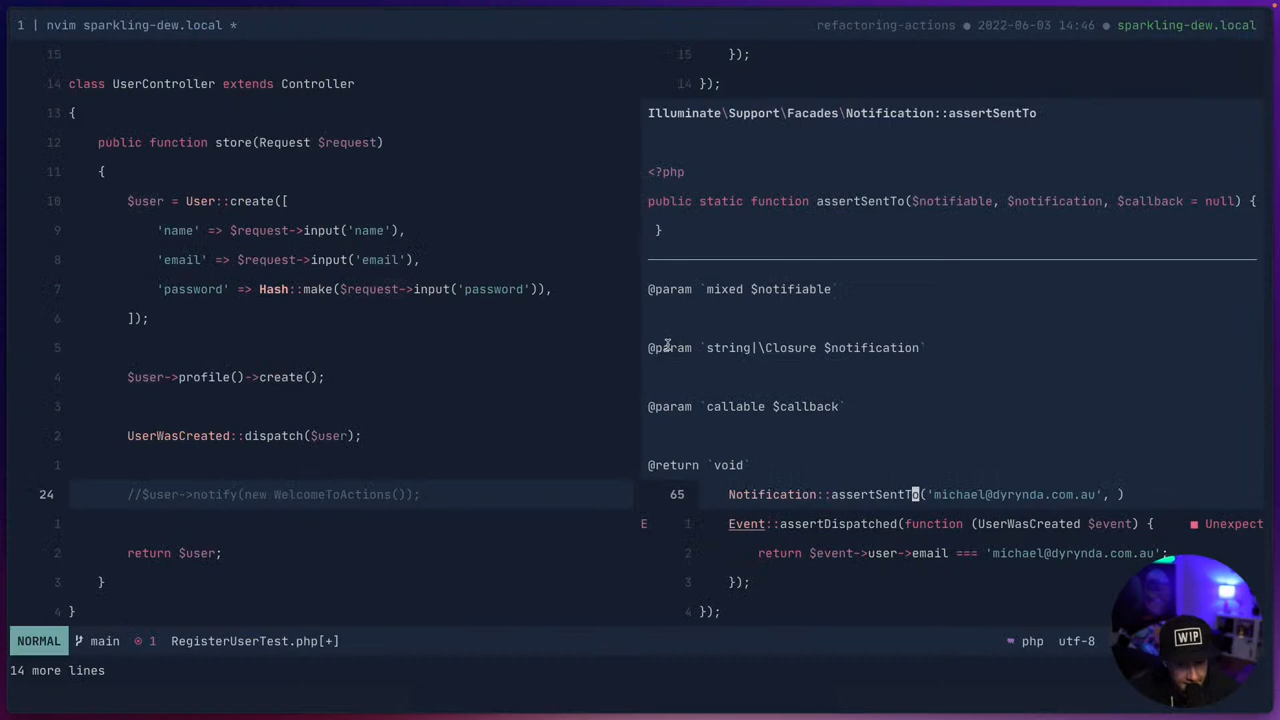 1 | nvim sparkling-dew.local *
refactoring-actions ● 2022-06-03 14:46 ● sparkling-dew.local
15
14 class UserController extends Controller
13 {
12 public function store(Request $request)
11 {
10 $user = User::create([
9 'name' => $request->input('name'),
8 'email' => $request->input('email'),
7 'password' => Hash::make($request->input('password')),
6 ]);
5
4 $user->profile()->create();
3
2 UserWasCreated::dispatch($user);
1
24 //$user->notify(new WelcomeToActions());
1
2 return $user;
3 }
4 }
15 });
14 });
Illuminate\Support\Facades\Notification::assertSentTo
<?php
public static function assertSentTo($notifiable, $notification, $callback = null) {
}
@param `mixed $notifiable`
@param `string|\Closure $notification`
@param `callable $callback`
@return `void`
65 Notification::assertSentTo('michael@dyrynda.com.au', )
E 1 Event::assertDispatched(function (UserWasCreated $event) { ■ Unexpect
2 return $event->user->email === 'michael@dyrynda.com.au';
3 });
4 });
NORMAL main 1 RegisterUserTest.php[+]
php utf-8
14 more lines
WIP